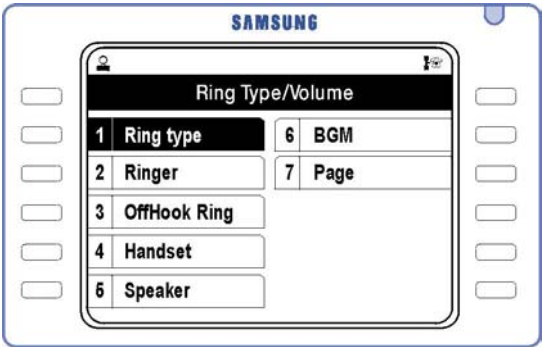 SAMSUNG
Ring Type/Volume
1 Ring type
2 Ringer
3 OffHook Ring
4 Handset
5 Speaker
6 BGM
7 Page